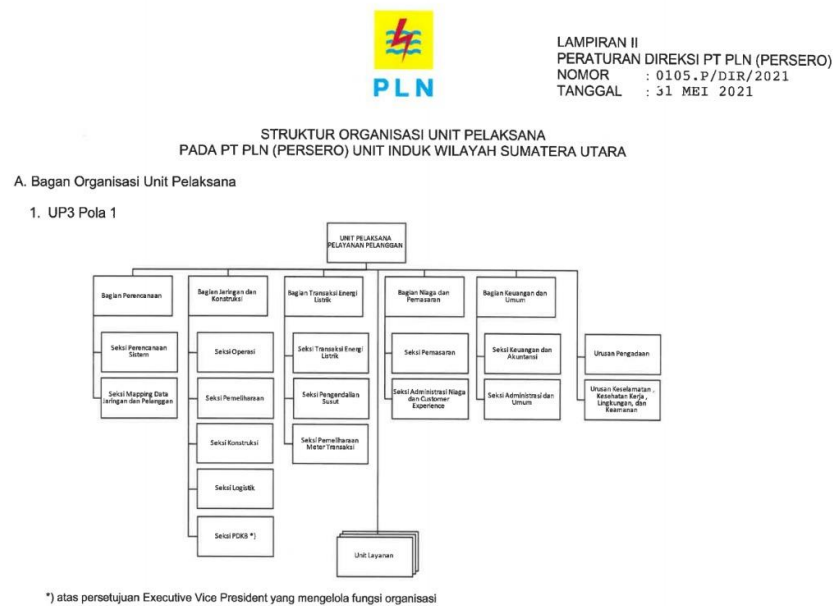 PLN
LAMPIRAN II
PERATURAN DIREKSI PT PLN (PERSERO)
NOMOR : 0105.P/DIR/2021
TANGGAL : 31 MEI 2021
STRUKTUR ORGANISASI UNIT PELAKSANA
PADA PT PLN (PERSERO) UNIT INDUK WILAYAH SUMATERA UTARA
A. Bagan Organisasi Unit Pelaksana
1. UP3 Pola 1
UNIT PELAKSANA
PELAYANAN PELANGGAN
Bagian Perencanaan
Bagian Jaringan dan
Konstruksi
Bagian Transaksi Energi
Listrik
Bagian Niaga dan
Pemasaran
Bagian Keuangan dan
Umum
Seksi Perencanaan
Sistem
Seksi Operasi
Seksi Transaksi Energi
Listrik
Seksi Pemasaran
Seksi Keuangan dan
Akuntansi
Urusan Pengadaan
Seksi Mapping Data
Jaringan dan Pelanggan
Seksi Pemeliharaan
Seksi Pengendalian
Susut
Seksi Administrasi Niaga
dan Customer
Experience
Seksi Administrasi dan
Umum
Urusan Keselamatan ,
Kesehatan Kerja ,
Lingkungan, dan
Keamanan
Seksi Konstruksi
Seksi Pemeliharaan
Meter Transaksi
Seksi Logistik
Seksi PDKB *)
Unit Layanan
*) atas persetujuan Executive Vice President yang mengelola fungsi organisasi